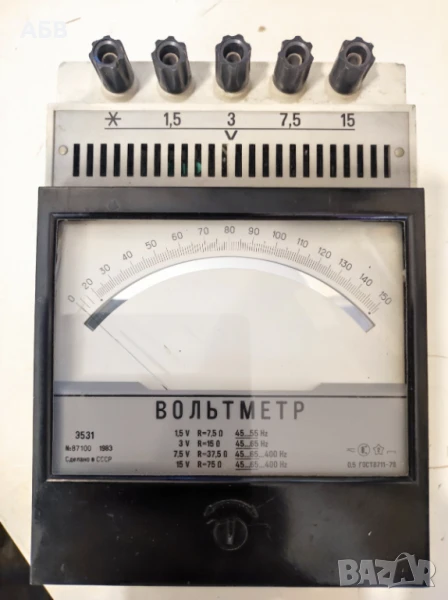 АБВ
1,5 3 7,5 15
V
0 20 30 40 50 60 70 80 90 100 110 120 130 140 150
ВОЛЬТМЕТР
Э531
№87100 1983
Сделано в СССР
1,5 V R=7,5 Ω 45...55 Hz
3 V R=15 Ω 45...65 Hz
7,5 V R=37,5 Ω 45...65...400 Hz
15 V R=75 Ω 45...65...400 Hz
0,5 ГОСТ8711-78
BAZAR